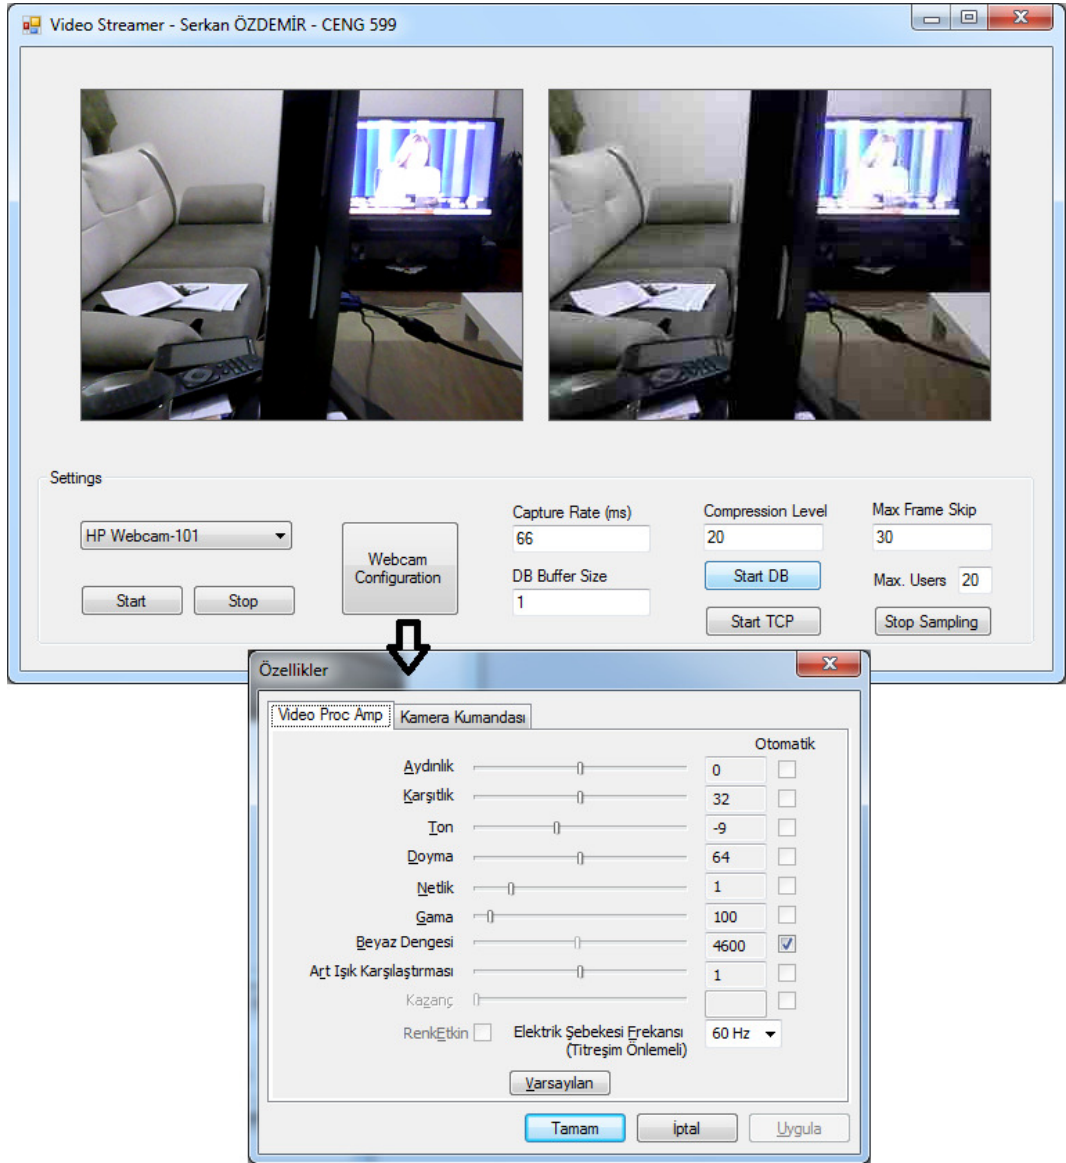 Video Streamer - Serkan ÖZDEMİR - CENG 599
Settings
HP Webcam-101
Start
Stop
Webcam
Configuration
Capture Rate (ms)
66
DB Buffer Size
1
Compression Level
20
Start DB
Start TCP
Max Frame Skip
30
Max. Users 20
Stop Sampling
Özellikler
Video Proc Amp
Kamera Kumandası
Otomatik
Aydınlık 0
Karşıtlık 32
Ton -9
Doyma 64
Netlik 1
Gama 100
Beyaz Dengesi 4600
Art Işık Karşılaştırması 1
Kazanç
RenkEtkin
Elektrik Şebekesi Frekansı 60 Hz
(Titreşim Önlemeli)
Varsayılan
Tamam
İptal
Uygula